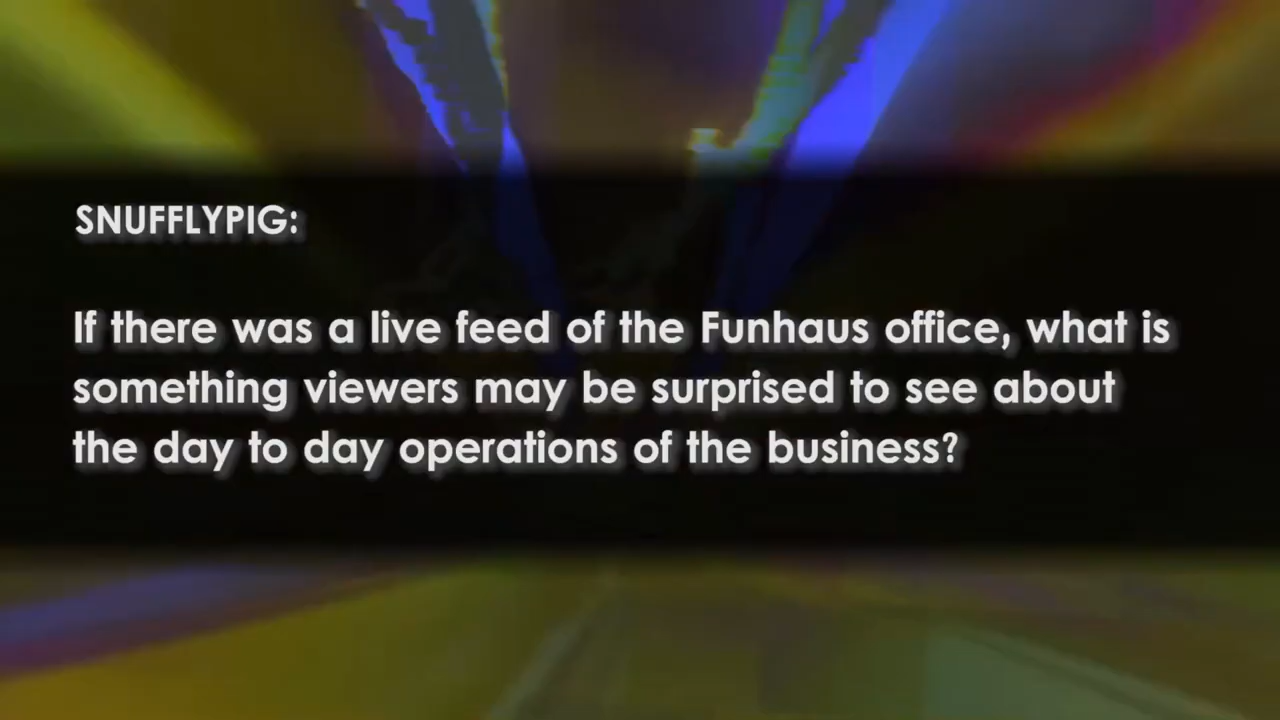 SNUFFLYPIG:
If there was a live feed of the Funhaus office, what is
something viewers may be surprised to see about
the day to day operations of the business?